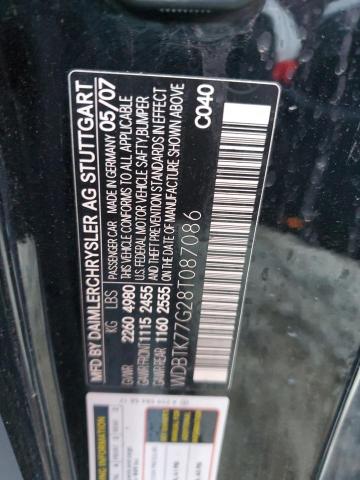 MFD BY DAIMLERCHRYSLER AG STUTTGART
PASSENGER CAR MADE IN GERMANY 05/07
KG LBS THIS VEHICLE CONFORMS TO ALL APPLICABLE
GVWR 2260 4980 U.S. FEDERAL MOTOR VEHICLE SAFTY,BUMPER
GAWR FRONT 1115 2455 AND THEFT PREVENTION STANDARDS IN EFFECT
GAWR REAR 1160 2555 ON THE DATE OF MANUFACTURE SHOWN ABOVE
WDBTK77G28T087086 C040